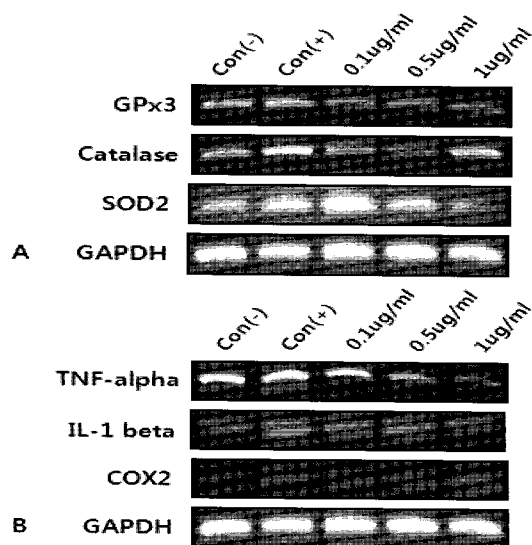 Con(-) Con(+) 0.1ug/ml 0.5ug/ml 1ug/ml
GPx3
Catalase
SOD2
A GAPDH
Con(-) Con(+) 0.1ug/ml 0.5ug/ml 1ug/ml
TNF-alpha
IL-1 beta
COX2
B GAPDH